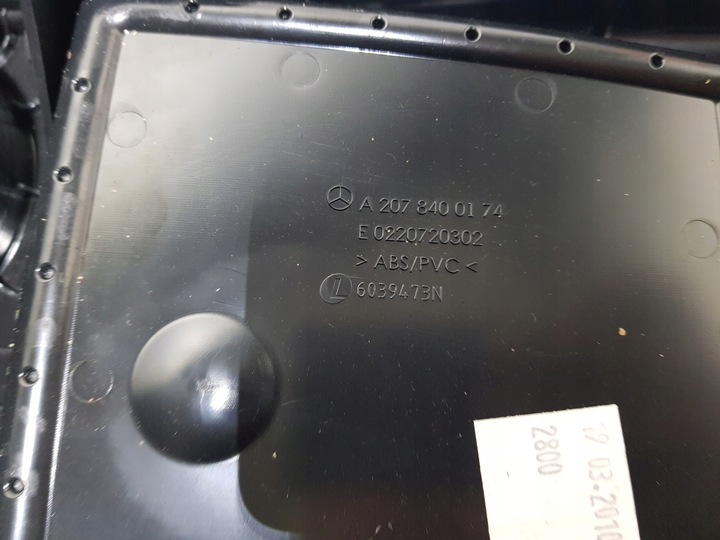 A 207 840 01 74
E 0220720302
> ABS/PVC <
6039473N
19 03.2010
2800